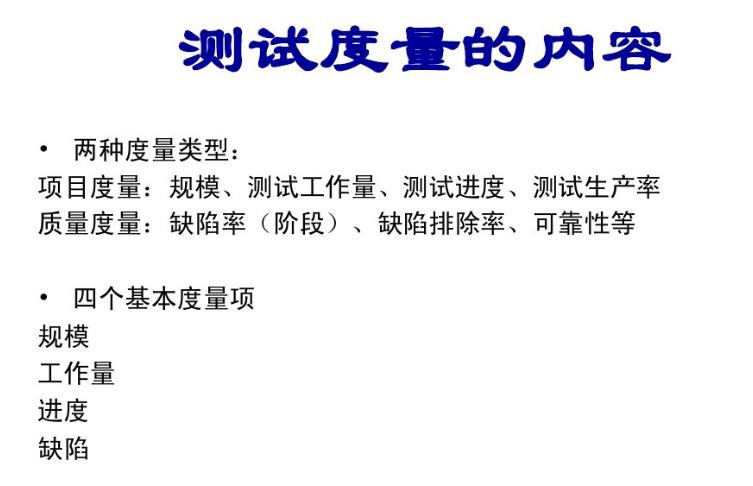 测试度量的内容
• 两种度量类型：
项目度量：规模、测试工作量、测试进度、测试生产率
质量度量：缺陷率（阶段）、缺陷排除率、可靠性等
• 四个基本度量项
规模
工作量
进度
缺陷